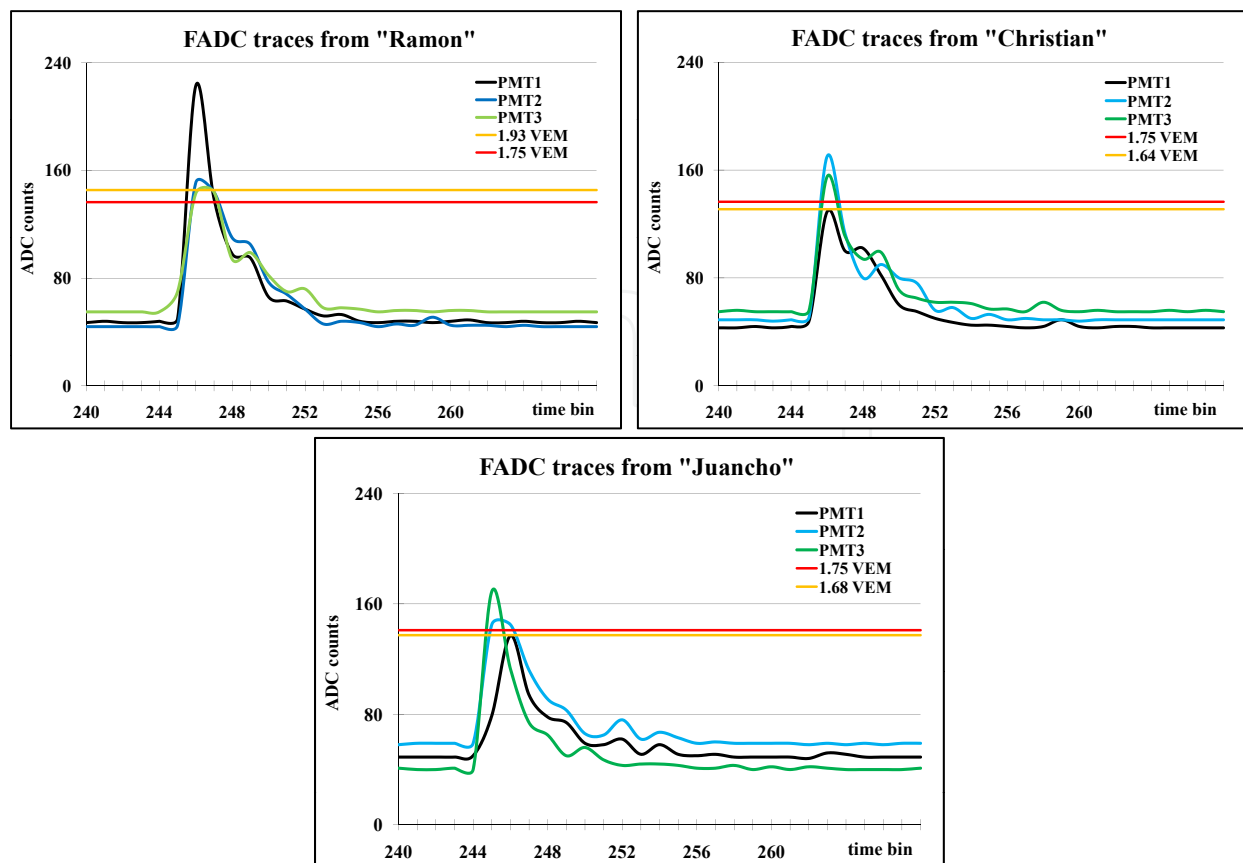 FADC traces from "Ramon"
240
160
80
0
ADC counts
PMT1
PMT2
PMT3
1.93 VEM
1.75 VEM
240 244 248 252 256 260 time bin
FADC traces from "Christian"
240
160
80
0
ADC counts
PMT1
PMT2
PMT3
1.75 VEM
1.64 VEM
240 244 248 252 256 260 time bin
FADC traces from "Juancho"
240
160
80
0
ADC counts
PMT1
PMT2
PMT3
1.75 VEM
1.68 VEM
240 244 248 252 256 260 time bin